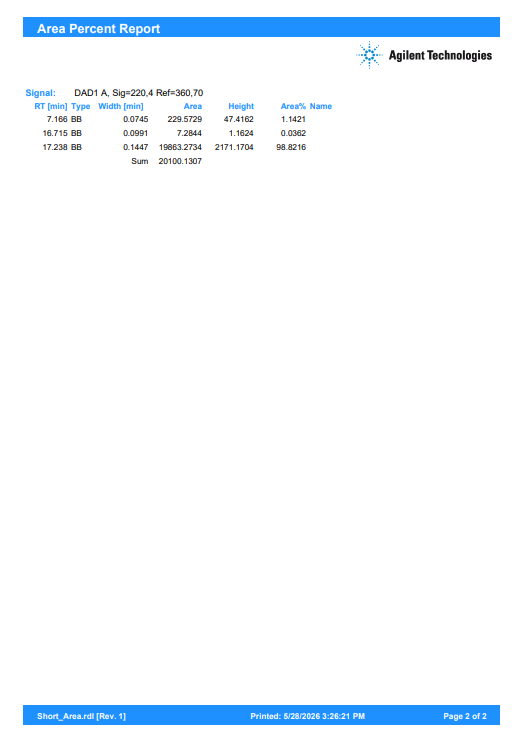 Area Percent Report
Agilent Technologies
Signal: DAD1 A, Sig=220,4 Ref=360,70
RT [min] Type Width [min] Area Height Area% Name
7.166 BB 0.0745 229.5729 47.4162 1.1421
16.715 BB 0.0991 7.2844 1.1624 0.0362
17.238 BB 0.1447 19863.2734 2171.1704 98.8216
Sum 20100.1307
Short_Area.rdl [Rev. 1] Printed: 5/28/2026 3:26:21 PM Page 2 of 2